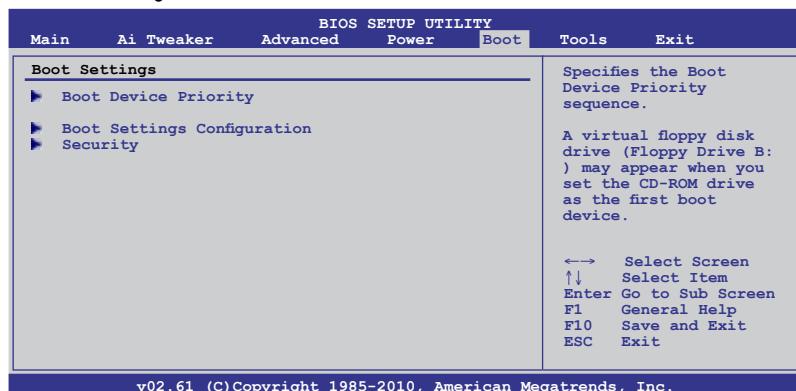 BIOS SETUP UTILITY
Main Ai Tweaker Advanced Power Boot Tools Exit
Boot Settings
Boot Device Priority
Boot Settings Configuration
Security
Specifies the Boot
Device Priority
sequence.
A virtual floppy disk
drive (Floppy Drive B:
) may appear when you
set the CD-ROM drive
as the first boot
device.
←→ Select Screen
↑↓ Select Item
Enter Go to Sub Screen
F1 General Help
F10 Save and Exit
ESC Exit
v02.61 (C)Copyright 1985-2010, American Megatrends, Inc.